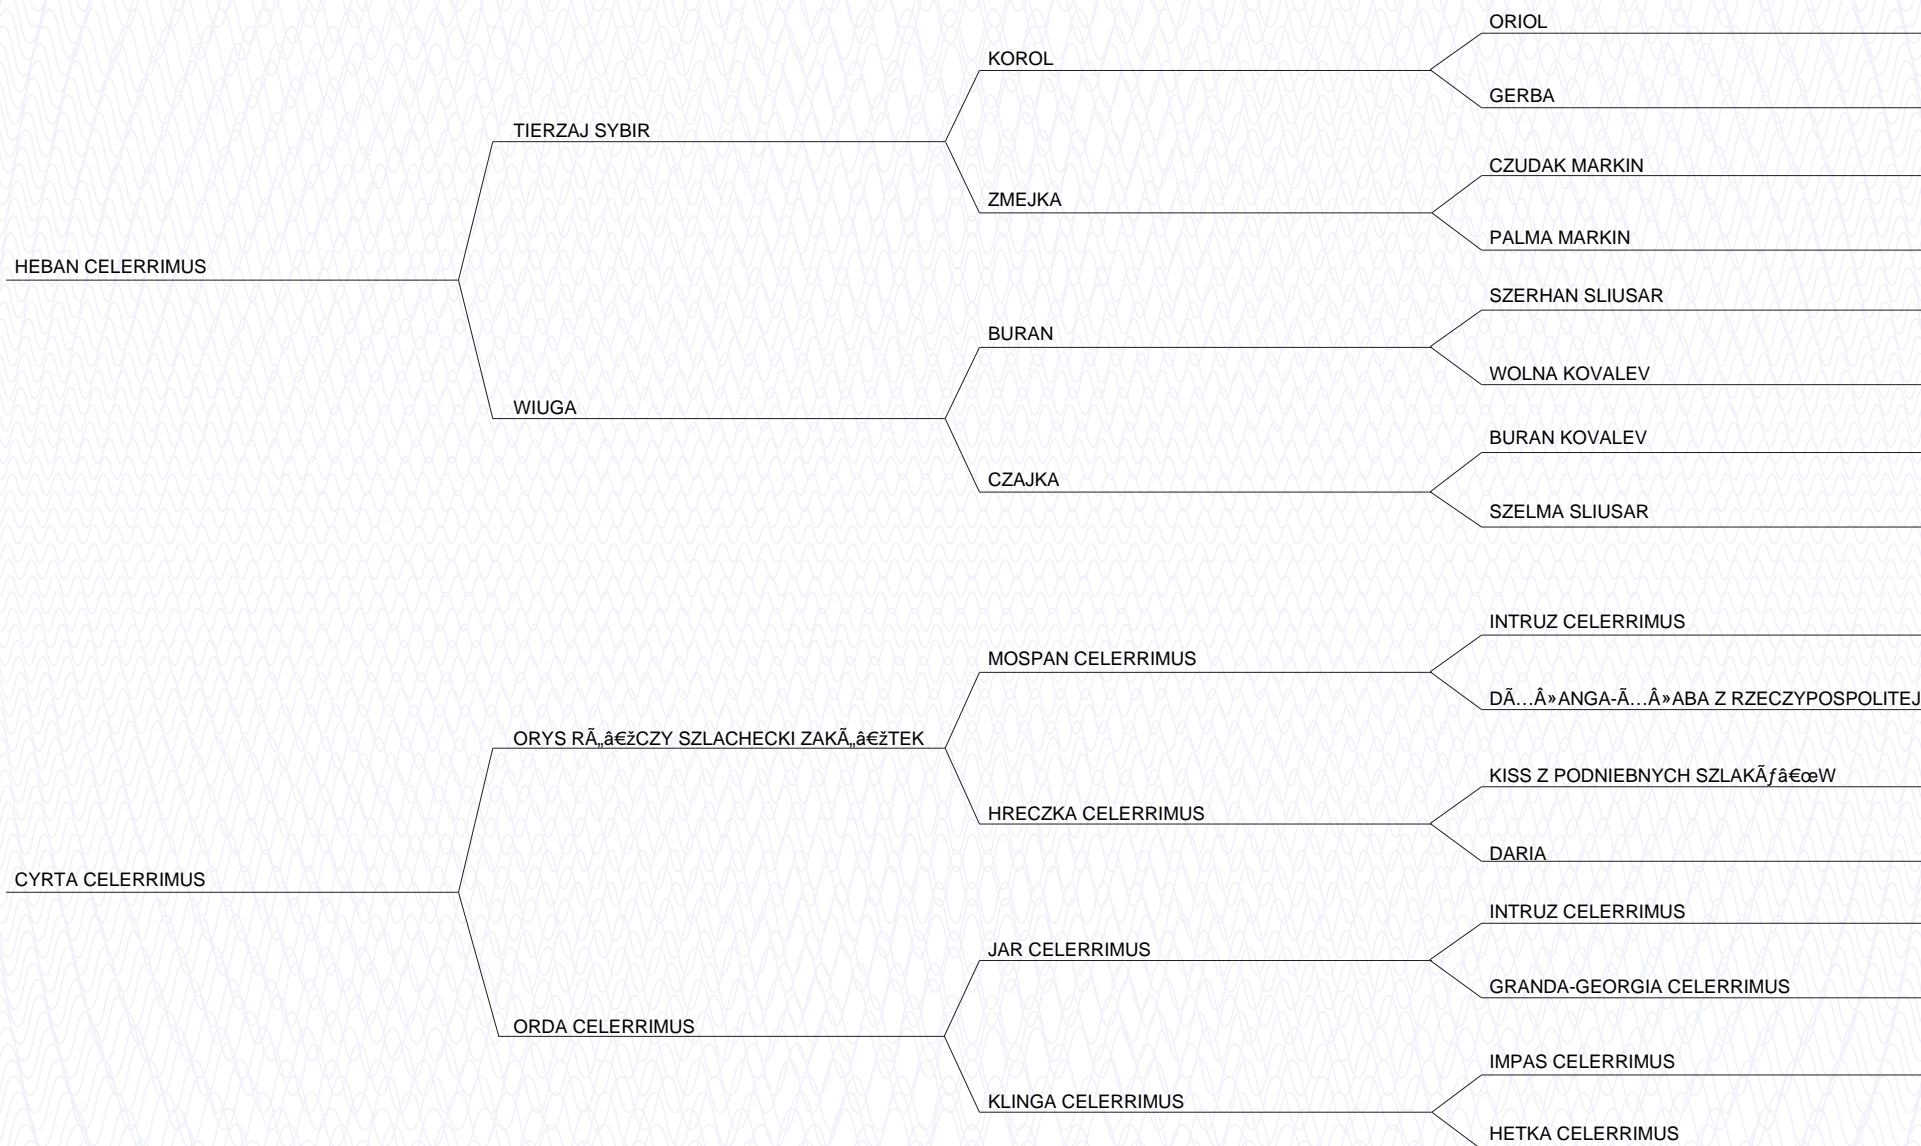 ORIOL
KOROL
GERBA
TIERZAJ SYBIR
CZUDAK MARKIN
ZMEJKA
PALMA MARKIN
HEBAN CELERRIMUS
SZERHAN SLIUSAR
BURAN
WOLNA KOVALEV
WIUGA
BURAN KOVALEV
CZAJKA
SZELMA SLIUSAR
INTRUZ CELERRIMUS
MOSPAN CELERRIMUS
DÃ…Â»ANGA-Ã…Â»ABA Z RZECZYPOSPOLITEJ
ORYS RÃ„â€žCZY SZLACHECKI ZAKÃ„â€žTEK
KISS Z PODNIEBNYCH SZLAKÃƒâ€œW
HRECZKA CELERRIMUS
DARIA
CYRTA CELERRIMUS
INTRUZ CELERRIMUS
JAR CELERRIMUS
GRANDA-GEORGIA CELERRIMUS
ORDA CELERRIMUS
IMPAS CELERRIMUS
KLINGA CELERRIMUS
HETKA CELERRIMUS